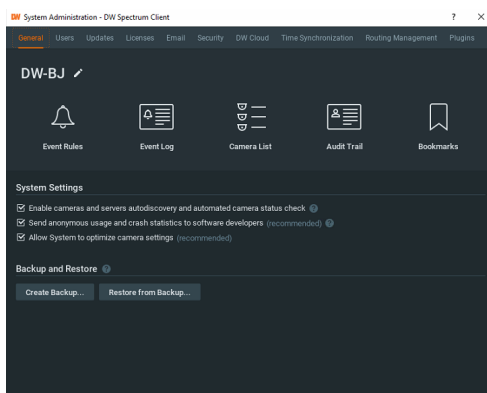 DW System Administration - DW Spectrum Client ? ×
General Users Updates Licenses Email Security DW Cloud Time Synchronization Routing Management Plugins
DW-BJ
Event Rules Event Log Camera List Audit Trail Bookmarks
System Settings
Enable cameras and servers autodiscovery and automated camera status check ?
Send anonymous usage and crash statistics to software developers (recommended) ?
Allow System to optimize camera settings (recommended)
Backup and Restore ?
Create Backup... Restore from Backup...